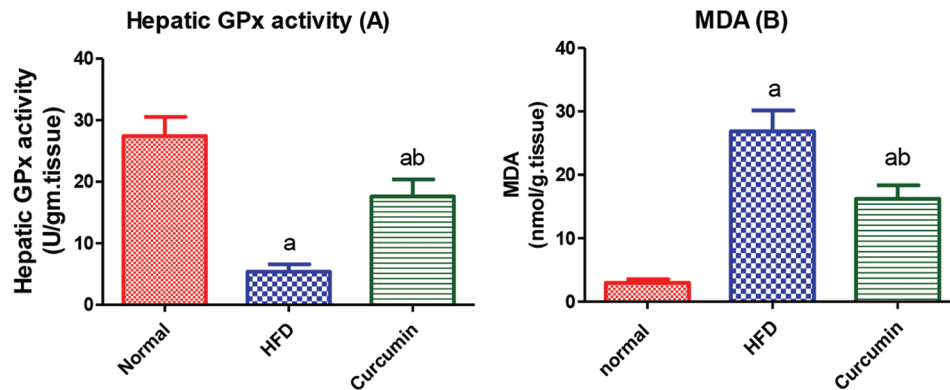 Hepatic GPx activity (A)
Hepatic GPx activity
(U/gm.tissue)
40
30
20
10
0
a
ab
Normal
HFD
Curcumin
MDA (B)
MDA
(nmol/g.tissue)
40
30
20
10
0
a
ab
normal
HFD
Curcumin